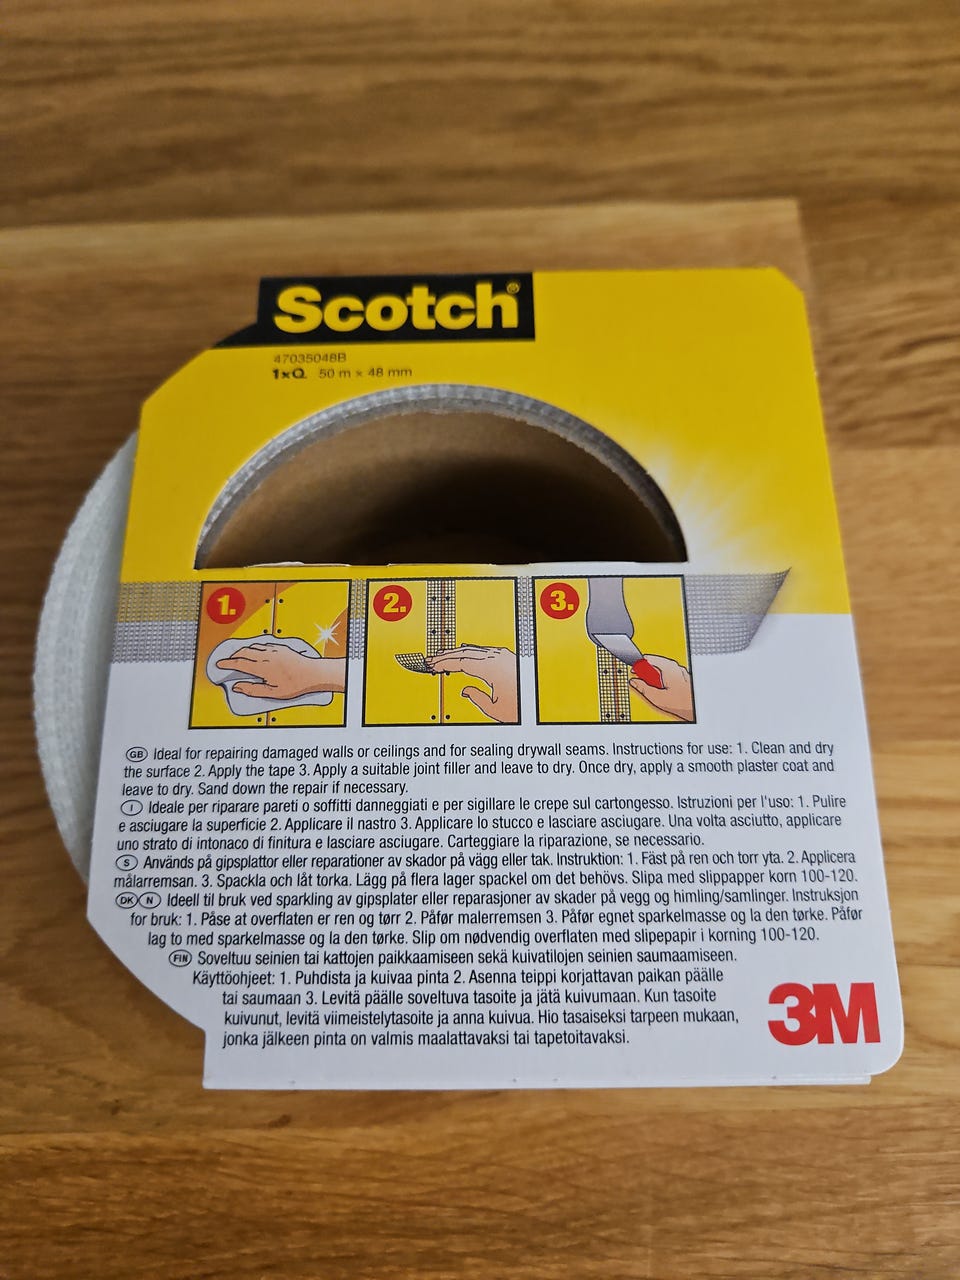 Scotch®
47035048B
1xQ 50 m × 48 mm
1. 2. 3.
GB Ideal for repairing damaged walls or ceilings and for sealing drywall seams. Instructions for use: 1. Clean and dry
the surface 2. Apply the tape 3. Apply a suitable joint filler and leave to dry. Once dry, apply a smooth plaster coat and
leave to dry. Sand down the repair if necessary.
I Ideale per riparare pareti o soffitti danneggiati e per sigillare le crepe sul cartongesso. Istruzioni per l'uso: 1. Pulire
e asciugare la superficie 2. Applicare il nastro 3. Applicare lo stucco e lasciare asciugare. Una volta asciutto, applicare
uno strato di intonaco di finitura e lasciare asciugare. Carteggiare la riparazione, se necessario.
S Används på gipsplattor eller reparationer av skador på vägg eller tak. Instruktion: 1. Fäst på ren och torr yta. 2. Applicera
målarremsan. 3. Spackla och låt torka. Lägg på flera lager spackel om det behövs. Slipa med slippapper korn 100-120.
DK N Ideell til bruk ved sparkling av gipsplater eller reparasjoner av skader på vegg og himling/samlinger. Instruksjon
for bruk: 1. Påse at overflaten er ren og tørr 2. Påfør malerremsen 3. Påfør egnet sparkelmasse og la den tørke. Påfør
lag to med sparkelmasse og la den tørke. Slip om nødvendig overflaten med slipepapir i korning 100-120.
FIN Soveltuu seinien tai kattojen paikkaamiseen sekä kuivatilojen seinien saumaamiseen.
Käyttöohjeet: 1. Puhdista ja kuivaa pinta 2. Asenna teippi korjattavan paikan päälle
tai saumaan 3. Levitä päälle soveltuva tasoite ja jätä kuivumaan. Kun tasoite
kuivunut, levitä viimeistelytasoite ja anna kuivua. Hio tasaiseksi tarpeen mukaan,
jonka jälkeen pinta on valmis maalattavaksi tai tapetoitavaksi.
3M